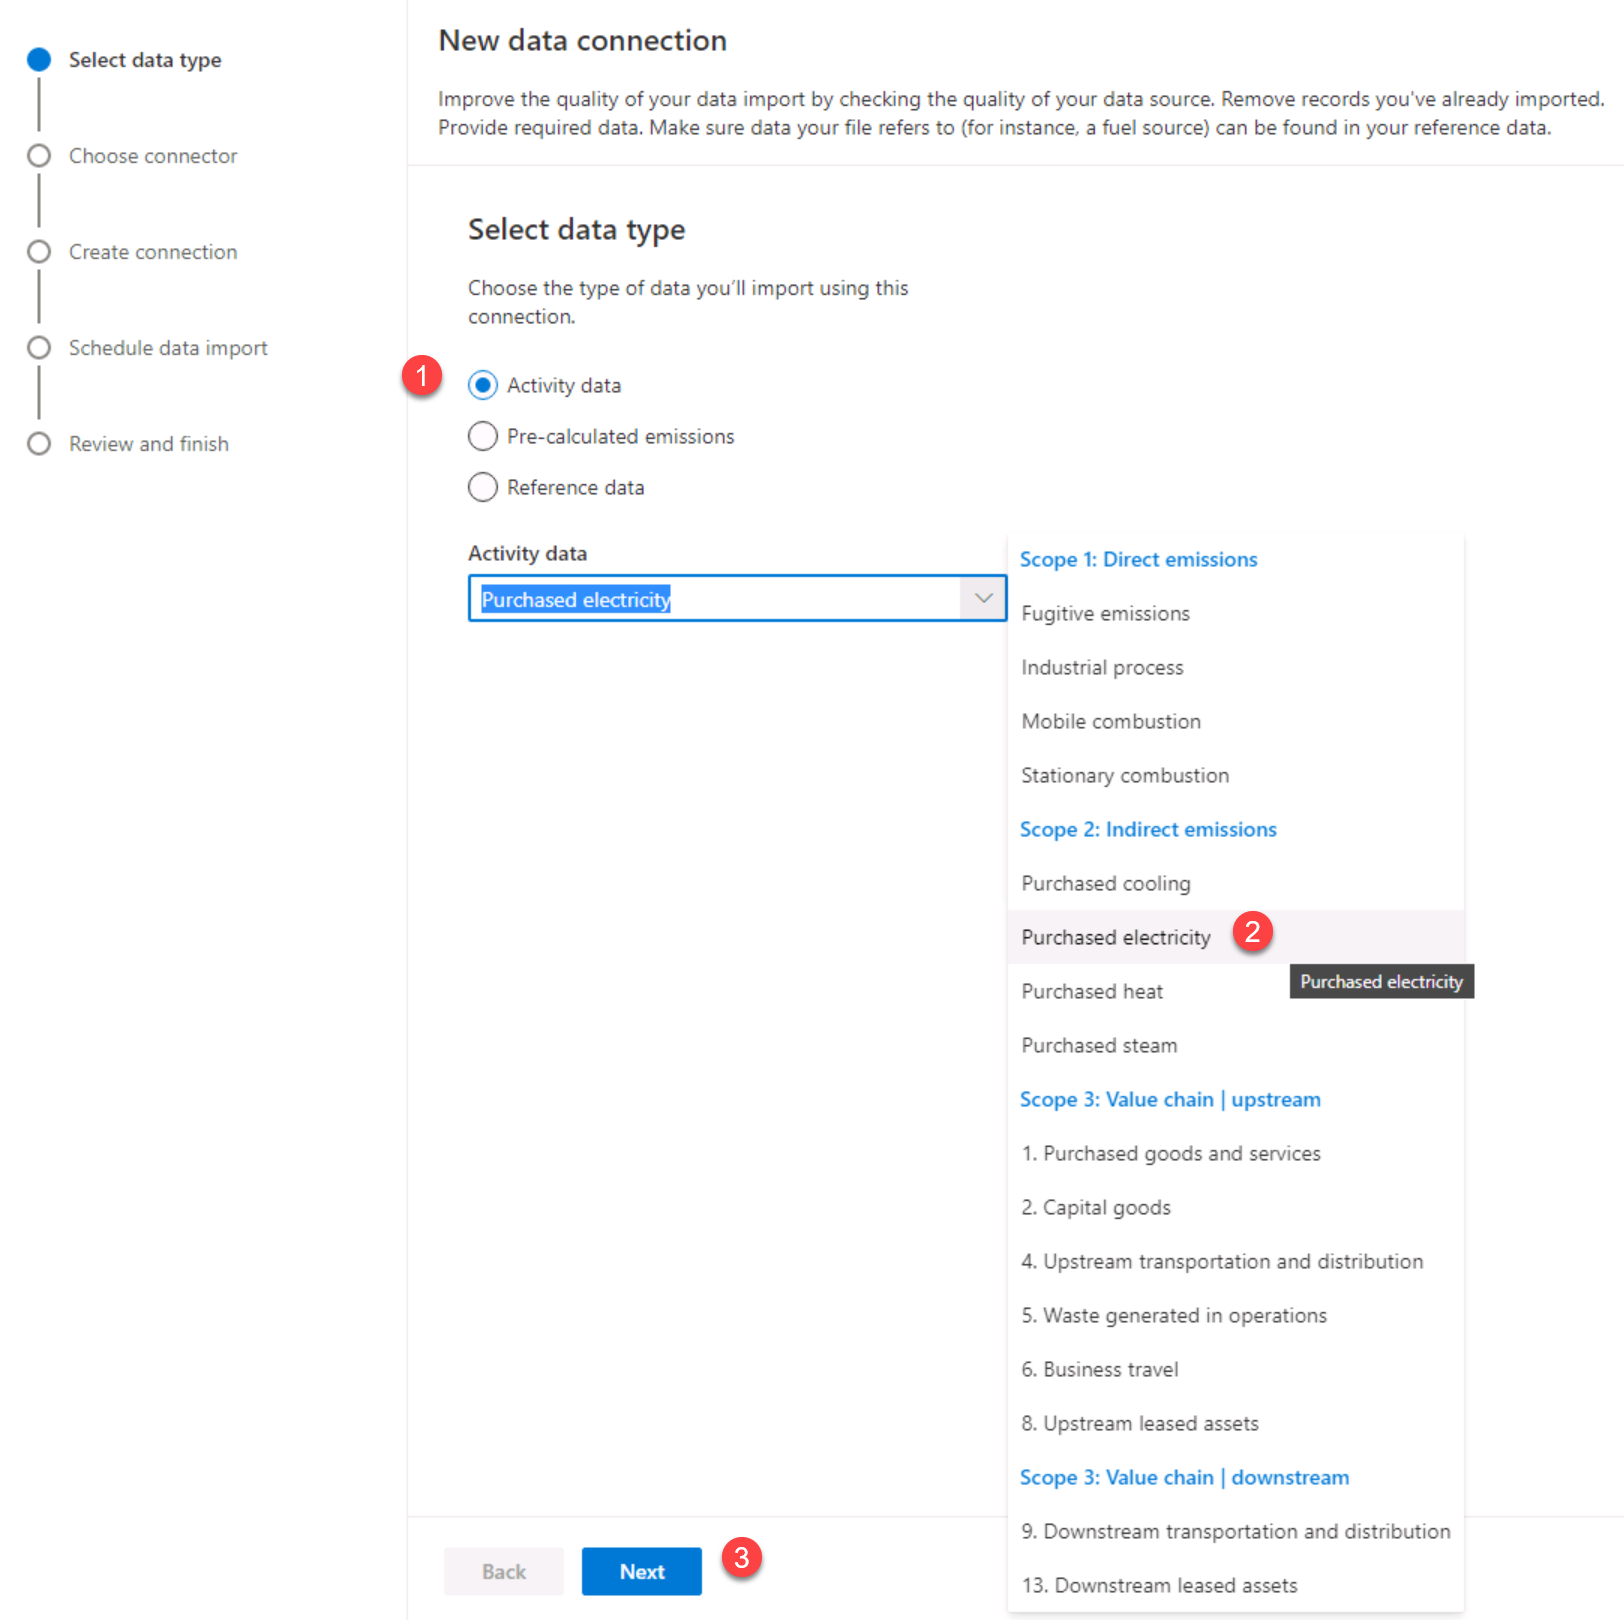 Select data type
Choose connector
Create connection
Schedule data import
Review and finish
New data connection
Improve the quality of your data import by checking the quality of your data source. Remove records you've already imported.
Provide required data. Make sure data your file refers to (for instance, a fuel source) can be found in your reference data.
Select data type
Choose the type of data you'll import using this
connection.
1
Activity data
Pre-calculated emissions
Reference data
Activity data
Purchased electricity
Scope 1: Direct emissions
Fugitive emissions
Industrial process
Mobile combustion
Stationary combustion
Scope 2: Indirect emissions
Purchased cooling
Purchased electricity 2
Purchased electricity
Purchased heat
Purchased steam
Scope 3: Value chain | upstream
1. Purchased goods and services
2. Capital goods
4. Upstream transportation and distribution
5. Waste generated in operations
6. Business travel
8. Upstream leased assets
Scope 3: Value chain | downstream
9. Downstream transportation and distribution
13. Downstream leased assets
Back
Next
3